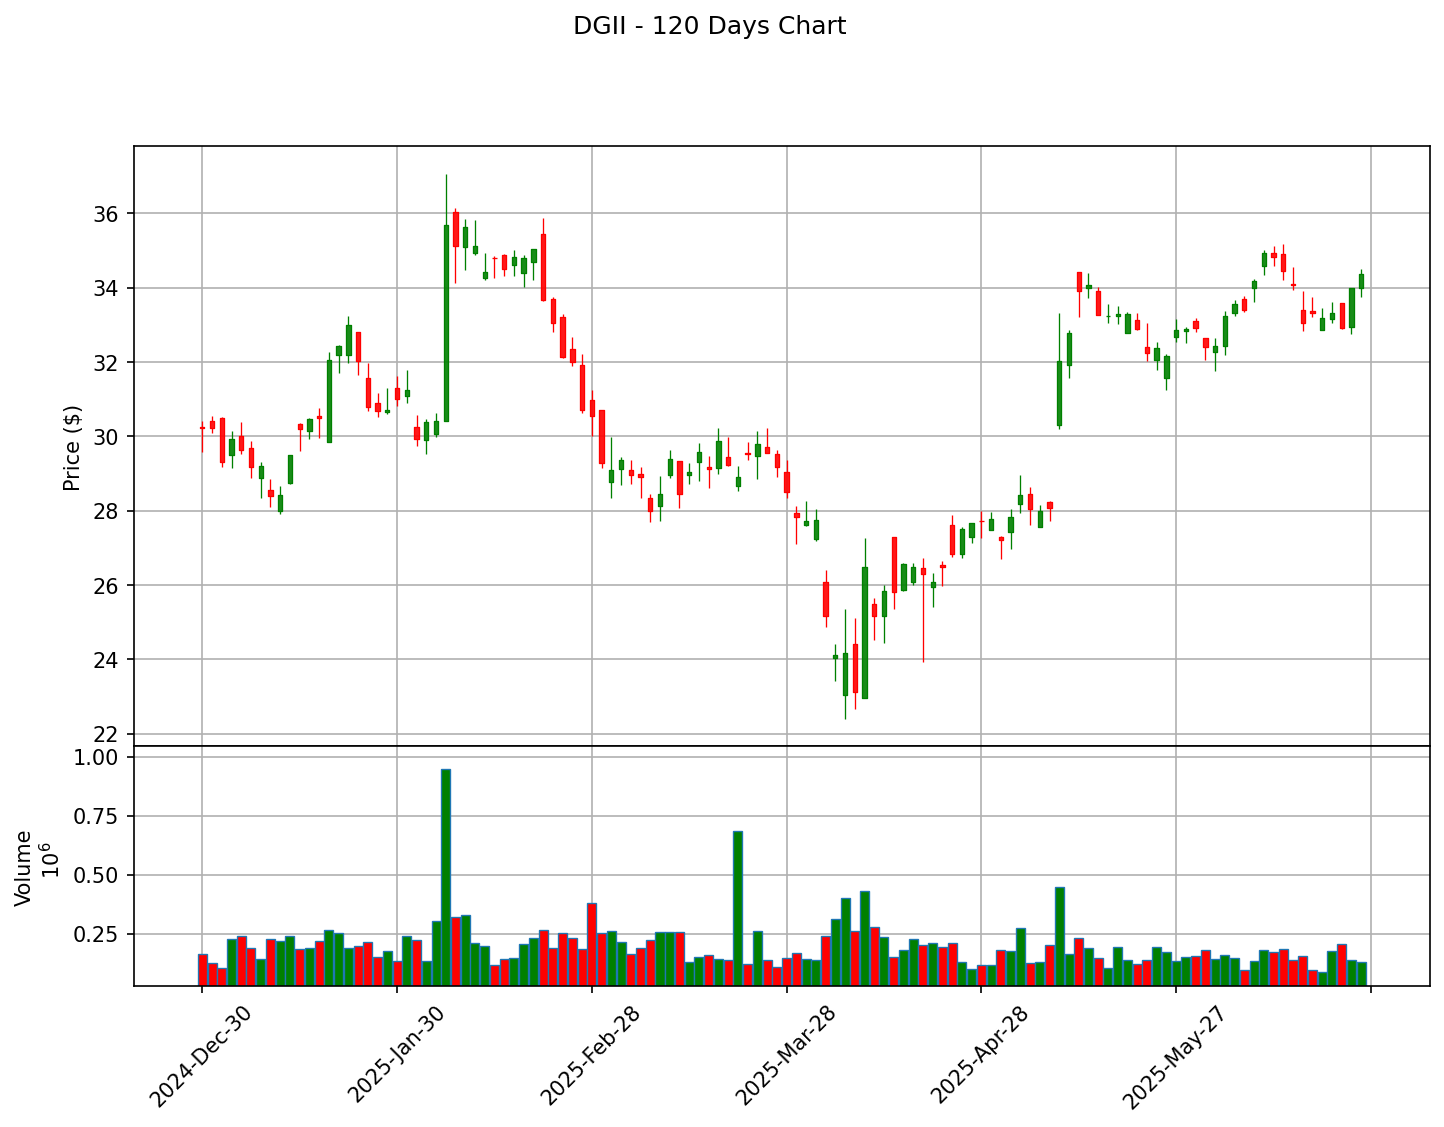 DGII - 120 Days Chart
Price ($)
36
34
32
30
28
26
24
22
Volume
10⁶
1.00
0.75
0.50
0.25
2024-Dec-30
2025-Jan-30
2025-Feb-28
2025-Mar-28
2025-Apr-28
2025-May-27